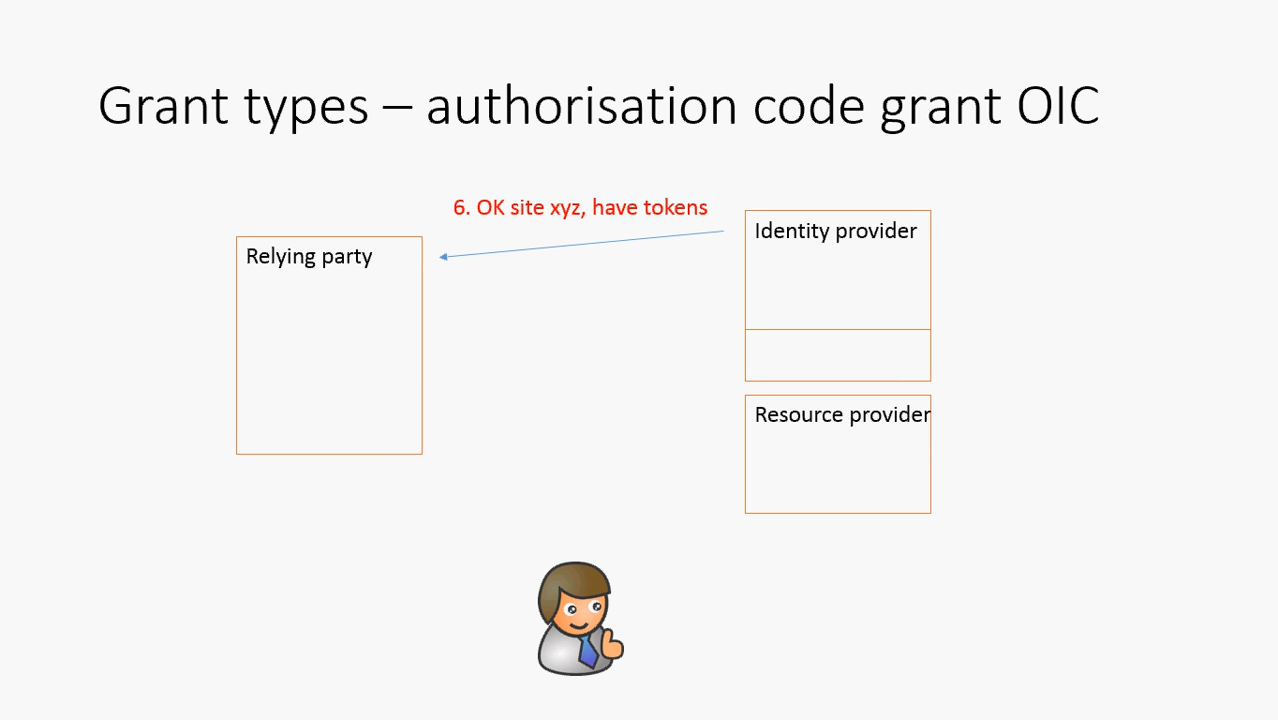 Grant types – authorisation code grant OIC
6. OK site xyz, have tokens
Identity provider
Relying party
Resource provider